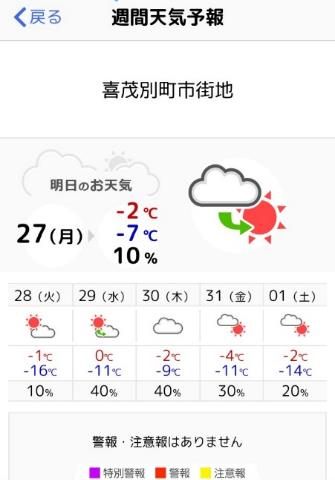 戻る 週間天気予報
喜茂別町市街地
明日のお天気
27(月)
-2℃
-7℃
10%
28（火） 29（水） 30（木） 31（金） 01（土）
-1℃ 0℃ -2℃ -4℃ -2℃
-16℃ -11℃ -9℃ -11℃ -14℃
10% 40% 40% 30% 20%
警報・注意報はありません
特別警報 警報 注意報